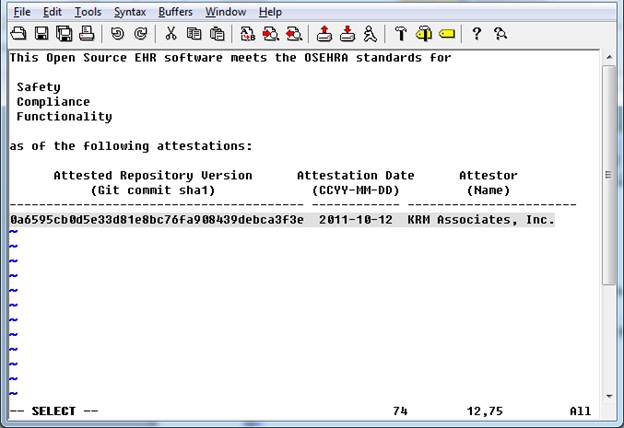 File Edit Tools Syntax Buffers Window Help
This Open Source EHR software meets the OSEHRA standards for
Safety
Compliance
Functionality
as of the following attestations:
Attested Repository Version Attestation Date Attestor
(Git commit sha1) (CCYY-MM-DD) (Name)
---------------------------------------- ------------ -----------------------
0a6595cb0d5e33d81e8bc76fa908439debca3f3e 2011-10-12 KRM Associates, Inc.
~
~
~
~
~
~
~
~
~
~
~
~
-- SELECT -- 74 12,75 All